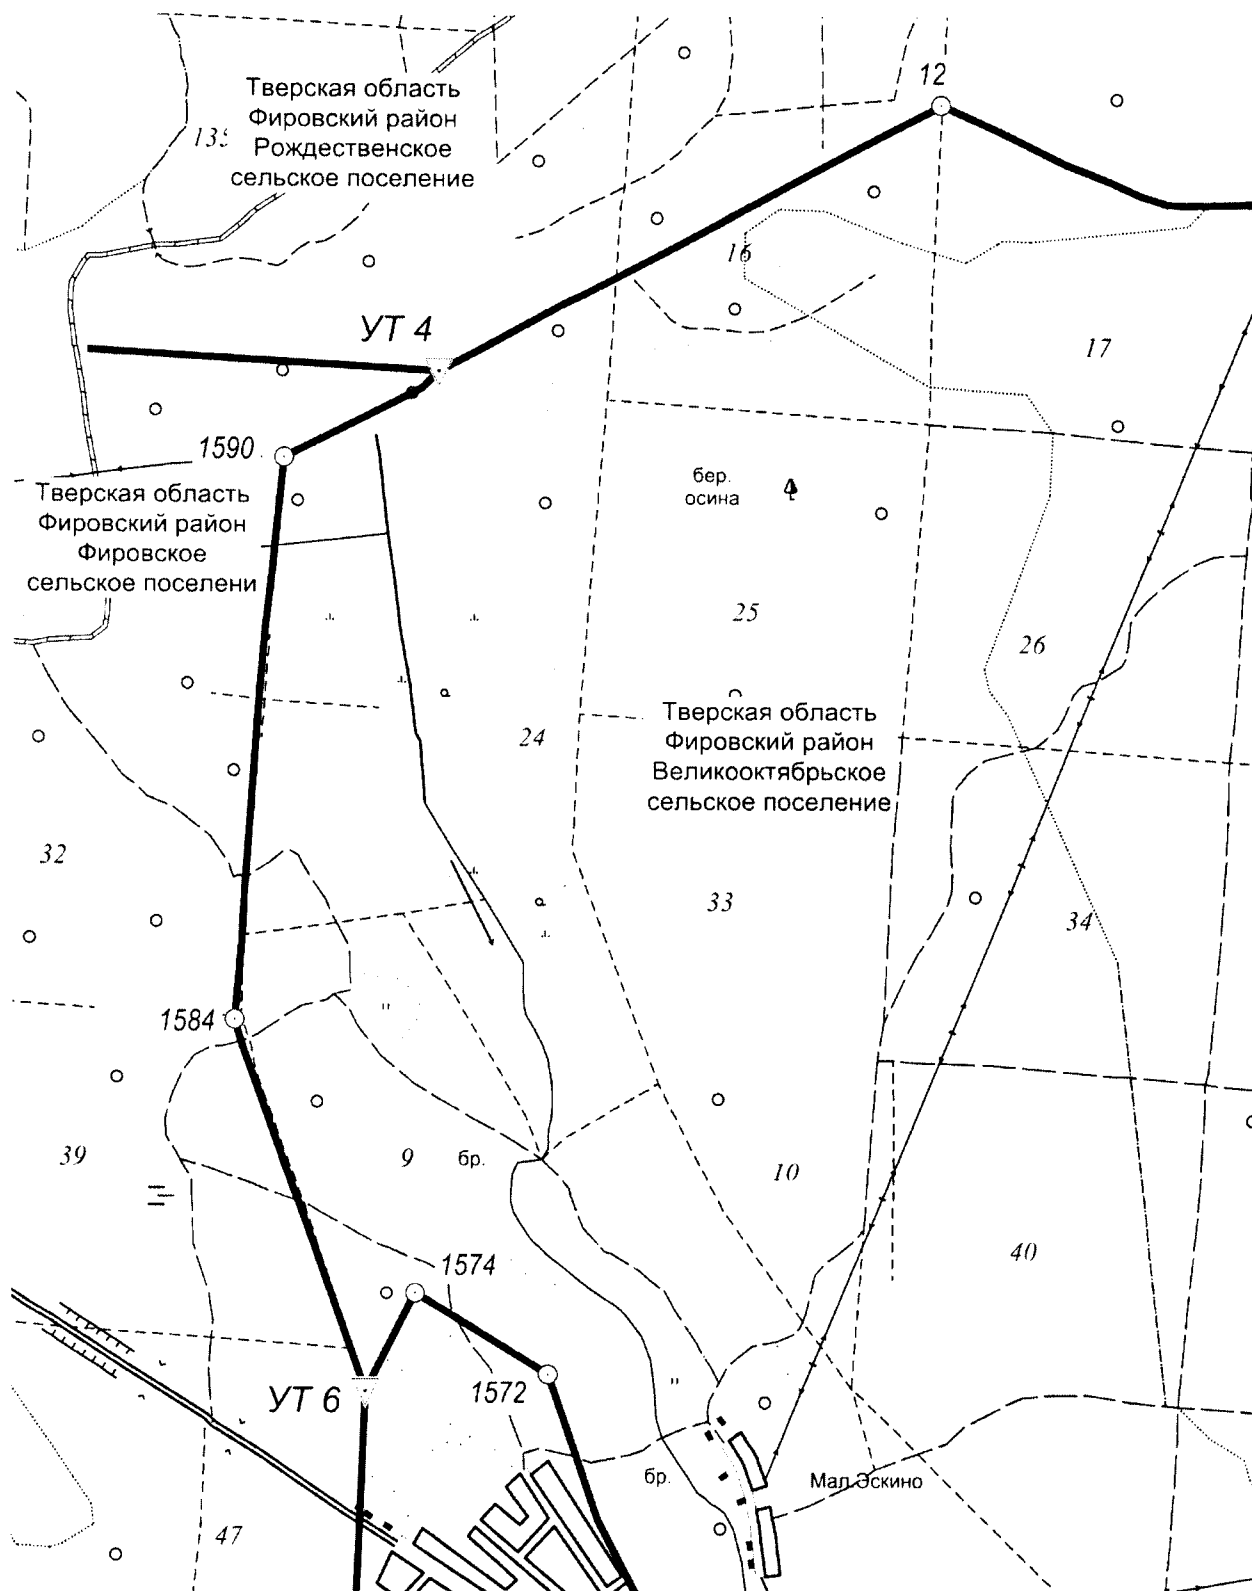 12
Тверская область
Фировский район
Рождественское
сельское поселение
16
УТ 4
17
1590
бер.
осина
Тверская область
Фировский район
Фировское
сельское поселени
25
26
24
Тверская область
Фировский район
Великооктябрьское
сельское поселение
32
33
34
1584
39
9
бр.
10
40
1574
1572
УТ 6
бр.
Мал.Эскино
47